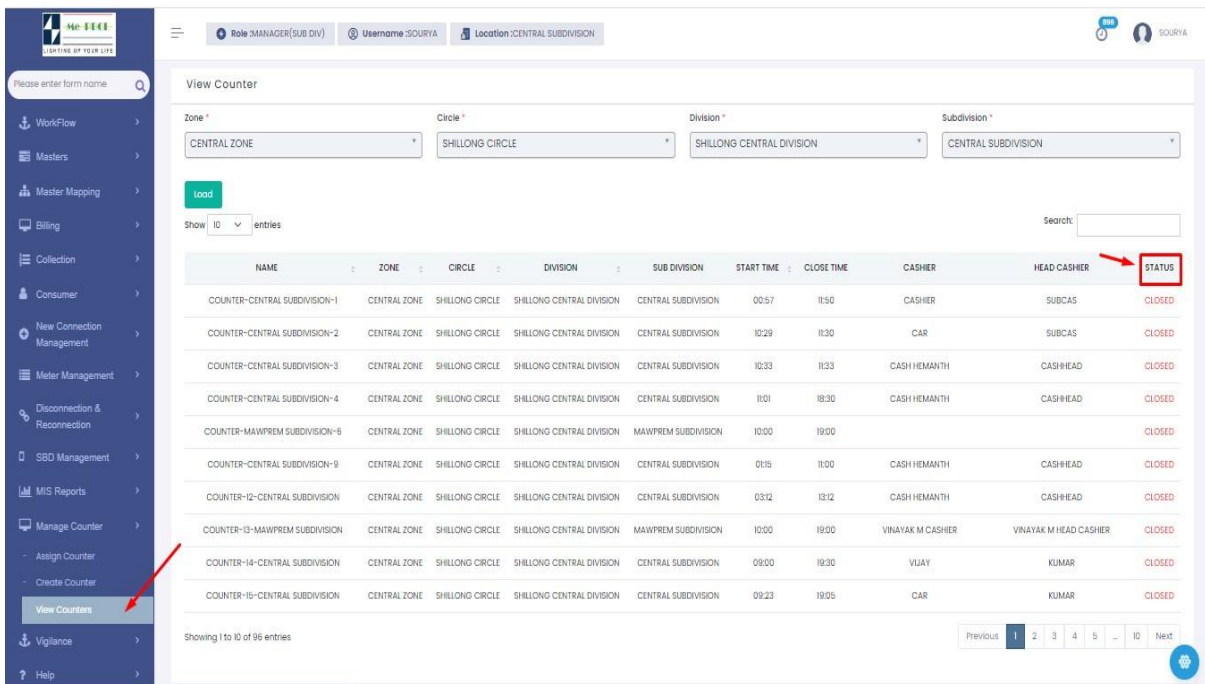 Me-PDCL
LIGHTING UP YOUR LIFE
Role :MANAGER(SUB DIV) Username :SOURYA Location :CENTRAL SUBDIVISION
896
SOURYA
Please enter form name
WorkFlow
Masters
Master Mapping
Billing
Collection
Consumer
New Connection
Management
Meter Management
Disconnection &
Reconnection
SBD Management
MIS Reports
Manage Counter
- Assign Counter
- Create Counter
View Counters
Vigilance
? Help
View Counter
Zone * Circle * Division * Subdivision *
CENTRAL ZONE SHILLONG CIRCLE SHILLONG CENTRAL DIVISION CENTRAL SUBDIVISION
Load
Show 10 entries Search:
NAME ZONE CIRCLE DIVISION SUB DIVISION START TIME CLOSE TIME CASHIER HEAD CASHIER STATUS
COUNTER-CENTRAL SUBDIVISION-1 CENTRAL ZONE SHILLONG CIRCLE SHILLONG CENTRAL DIVISION CENTRAL SUBDIVISION 00:57 11:50 CASHIER SUBCAS CLOSED
COUNTER-CENTRAL SUBDIVISION-2 CENTRAL ZONE SHILLONG CIRCLE SHILLONG CENTRAL DIVISION CENTRAL SUBDIVISION 10:29 11:30 CAR SUBCAS CLOSED
COUNTER-CENTRAL SUBDIVISION-3 CENTRAL ZONE SHILLONG CIRCLE SHILLONG CENTRAL DIVISION CENTRAL SUBDIVISION 10:33 11:33 CASH HEMANTH CASHHEAD CLOSED
COUNTER-CENTRAL SUBDIVISION-4 CENTRAL ZONE SHILLONG CIRCLE SHILLONG CENTRAL DIVISION CENTRAL SUBDIVISION 11:01 18:30 CASH HEMANTH CASHHEAD CLOSED
COUNTER-MAWPREM SUBDIVISION-6 CENTRAL ZONE SHILLONG CIRCLE SHILLONG CENTRAL DIVISION MAWPREM SUBDIVISION 10:00 19:00 CLOSED
COUNTER-CENTRAL SUBDIVISION-9 CENTRAL ZONE SHILLONG CIRCLE SHILLONG CENTRAL DIVISION CENTRAL SUBDIVISION 01:15 11:00 CASH HEMANTH CASHHEAD CLOSED
COUNTER-12-CENTRAL SUBDIVISION CENTRAL ZONE SHILLONG CIRCLE SHILLONG CENTRAL DIVISION CENTRAL SUBDIVISION 03:12 13:12 CASH HEMANTH CASHHEAD CLOSED
COUNTER-13-MAWPREM SUBDIVISION CENTRAL ZONE SHILLONG CIRCLE SHILLONG CENTRAL DIVISION MAWPREM SUBDIVISION 10:00 19:00 VINAYAK M CASHIER VINAYAK M HEAD CASHIER CLOSED
COUNTER-14-CENTRAL SUBDIVISION CENTRAL ZONE SHILLONG CIRCLE SHILLONG CENTRAL DIVISION CENTRAL SUBDIVISION 09:00 19:30 VIJAY KUMAR CLOSED
COUNTER-15-CENTRAL SUBDIVISION CENTRAL ZONE SHILLONG CIRCLE SHILLONG CENTRAL DIVISION CENTRAL SUBDIVISION 09:23 19:05 CAR KUMAR CLOSED
Showing 1 to 10 of 96 entries Previous 1 2 3 4 5 … 10 Next